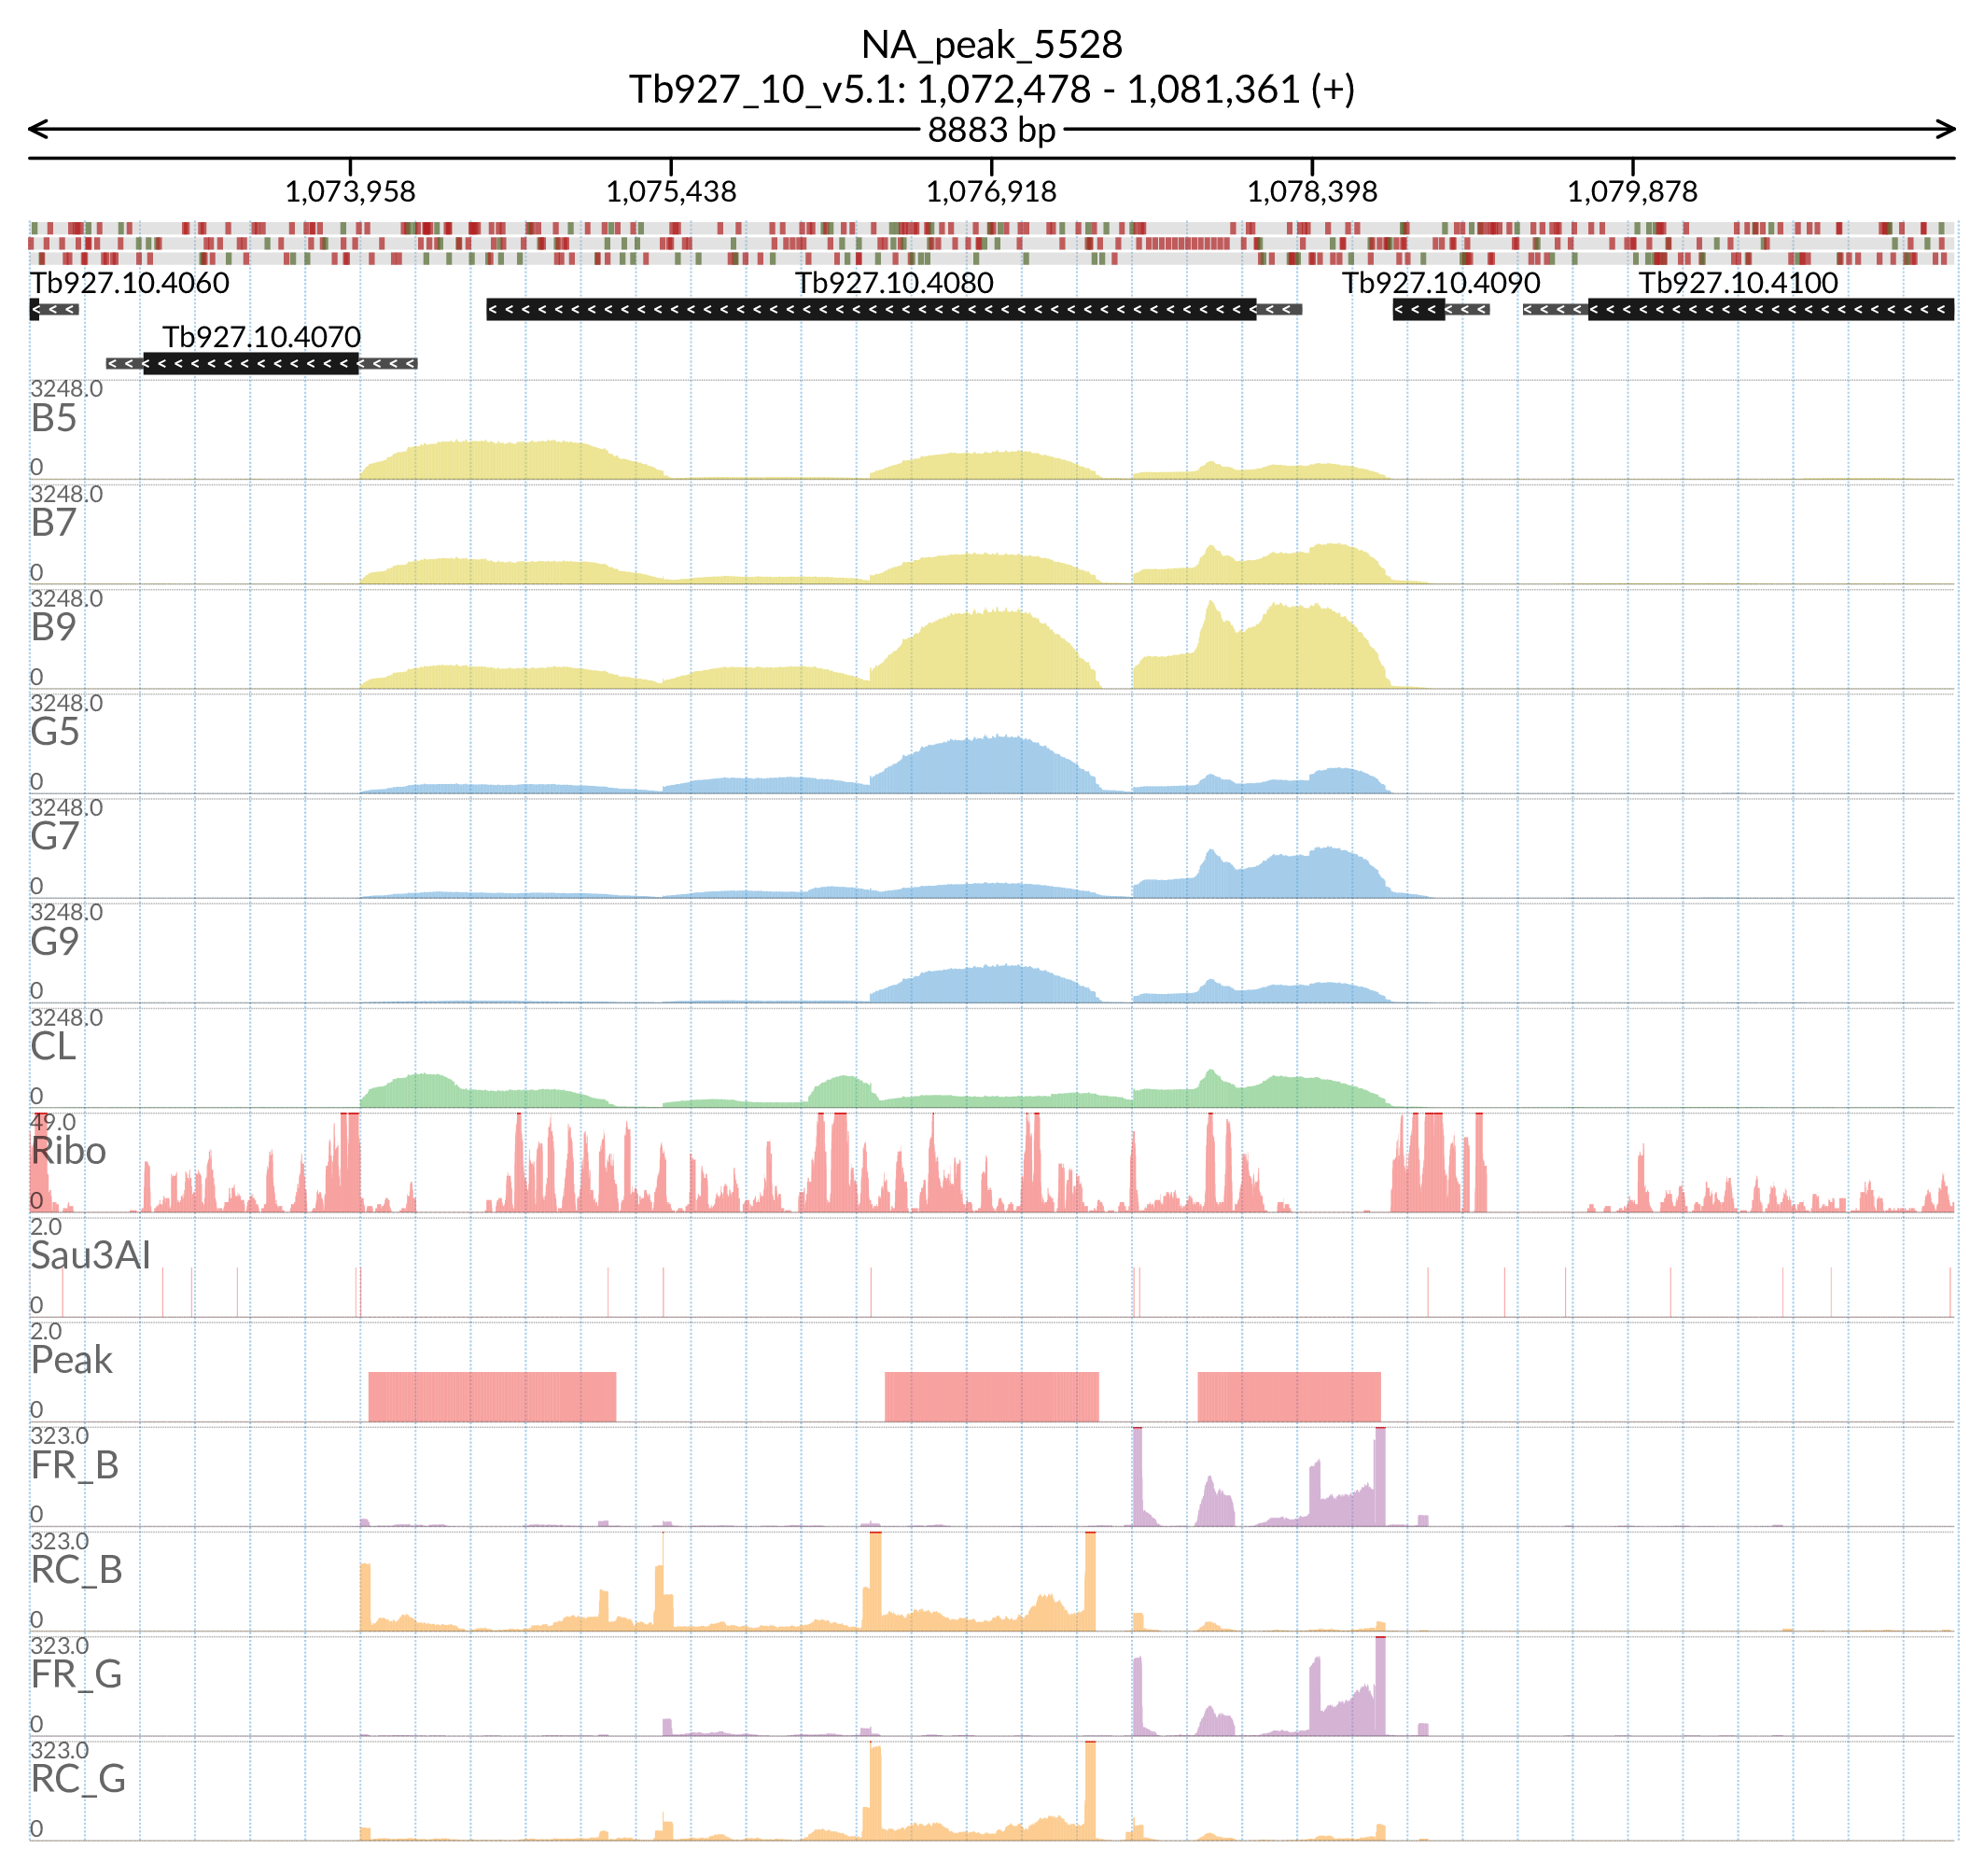 NA_peak_5528
Tb927_10_v5.1: 1,072,478 - 1,081,361 (+)
8883 bp
1,073,958 1,075,438 1,076,918 1,078,398 1,079,878
Tb927.10.4060 Tb927.10.4080 Tb927.10.4090 Tb927.10.4100
Tb927.10.4070
3248.0
B5
0
3248.0
B7
0
3248.0
B9
0
3248.0
G5
0
3248.0
G7
0
3248.0
G9
0
3248.0
CL
0
49.0
Ribo
0
2.0
Sau3AI
0
2.0
Peak
0
323.0
FR_B
0
323.0
RC_B
0
323.0
FR_G
0
323.0
RC_G
0